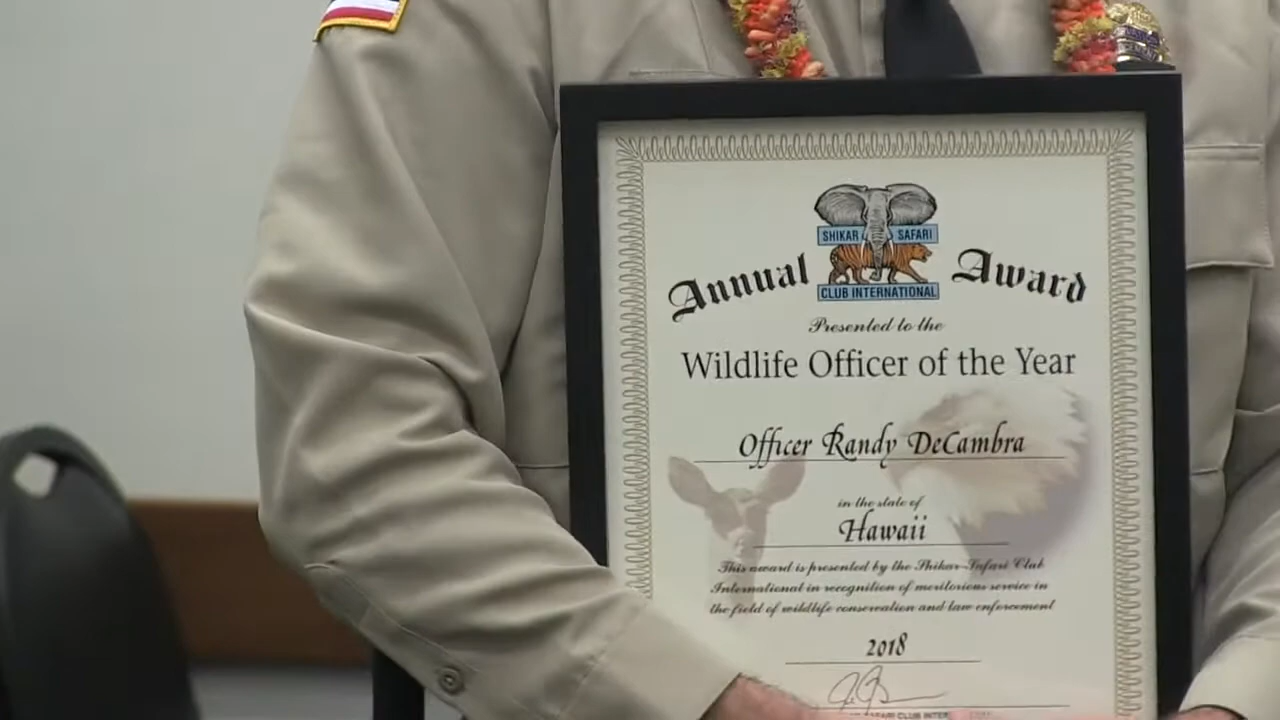 SHIKAR SAFARI
CLUB INTERNATIONAL
Annual Award
Presented to the
Wildlife Officer of the Year
Officer Randy DeCambra
in the state of
Hawaii
This award is presented by the Shikar-Safari Club
International in recognition of meritorious service in
the field of wildlife conservation and law enforcement
2018
SAFARI CLUB